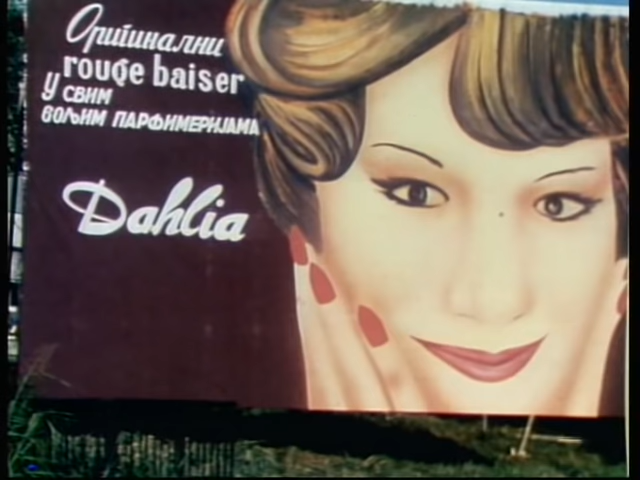 Оригинални
rouge baiser
у свим
бољим ПАРФИМЕРИЈАМА
Dahlia